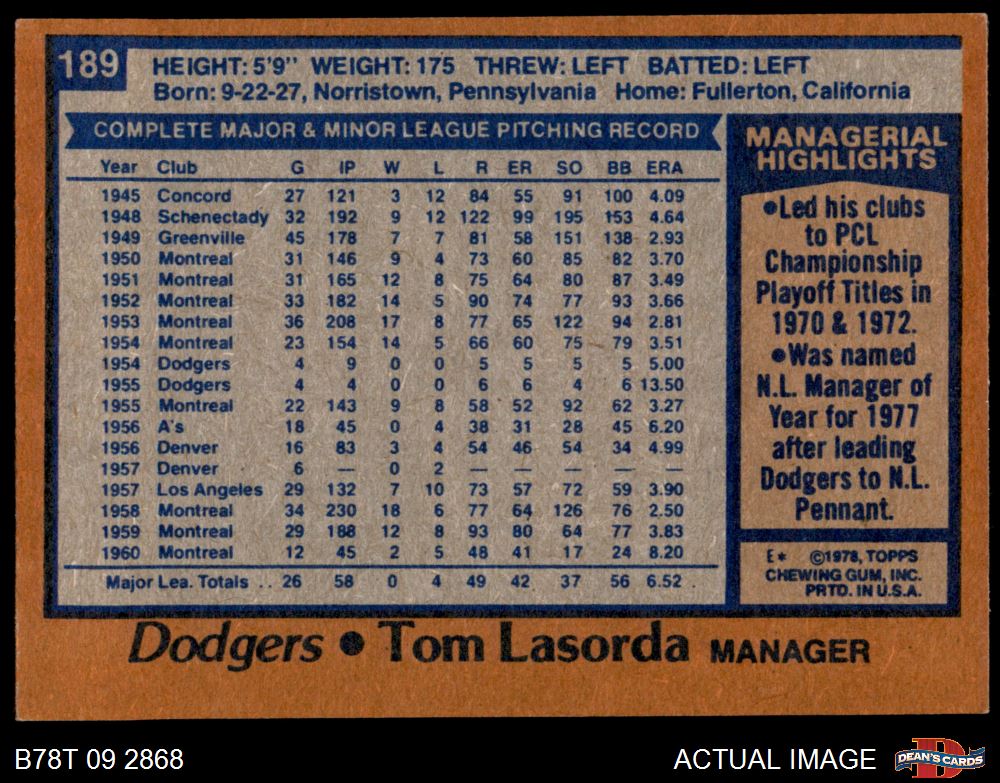 189
HEIGHT: 5'9" WEIGHT: 175 THREW: LEFT BATTED: LEFT
Born: 9-22-27, Norristown, Pennsylvania Home: Fullerton, California
COMPLETE MAJOR & MINOR LEAGUE PITCHING RECORD
Year Club G IP W L R ER SO BB ERA
1945 Concord 27 121 3 12 84 55 91 100 4.09
1948 Schenectady 32 192 9 12 122 99 195 153 4.64
1949 Greenville 45 178 7 7 81 58 151 138 2.93
1950 Montreal 31 146 9 4 73 60 85 82 3.70
1951 Montreal 31 165 12 8 75 64 80 87 3.49
1952 Montreal 33 182 14 5 90 74 77 93 3.66
1953 Montreal 36 208 17 8 77 65 122 94 2.81
1954 Montreal 23 154 14 5 66 60 75 79 3.51
1954 Dodgers 4 9 0 0 5 5 5 5 5.00
1955 Dodgers 4 4 0 0 6 6 4 6 13.50
1955 Montreal 22 143 9 8 58 52 92 62 3.27
1956 A's 18 45 0 4 38 31 28 45 6.20
1956 Denver 16 83 3 4 54 46 54 34 4.99
1957 Denver 6 — 0 2 — — — — —
1957 Los Angeles 29 132 7 10 73 57 72 59 3.90
1958 Montreal 34 230 18 6 77 64 126 76 2.50
1959 Montreal 29 188 12 8 93 80 64 77 3.83
1960 Montreal 12 45 2 5 48 41 17 24 8.20
Major Lea. Totals .. 26 58 0 4 49 42 37 56 6.52
MANAGERIAL
HIGHLIGHTS
●Led his clubs
to PCL
Championship
Playoff Titles in
1970 & 1972.
●Was named
N.L. Manager of
Year for 1977
after leading
Dodgers to N.L.
Pennant.
E* ©1978, TOPPS
CHEWING GUM, INC.
PRTD. IN U.S.A.
Dodgers ● Tom Lasorda MANAGER
B78T 09 2868
ACTUAL IMAGE
D
DEAN'S CARDS